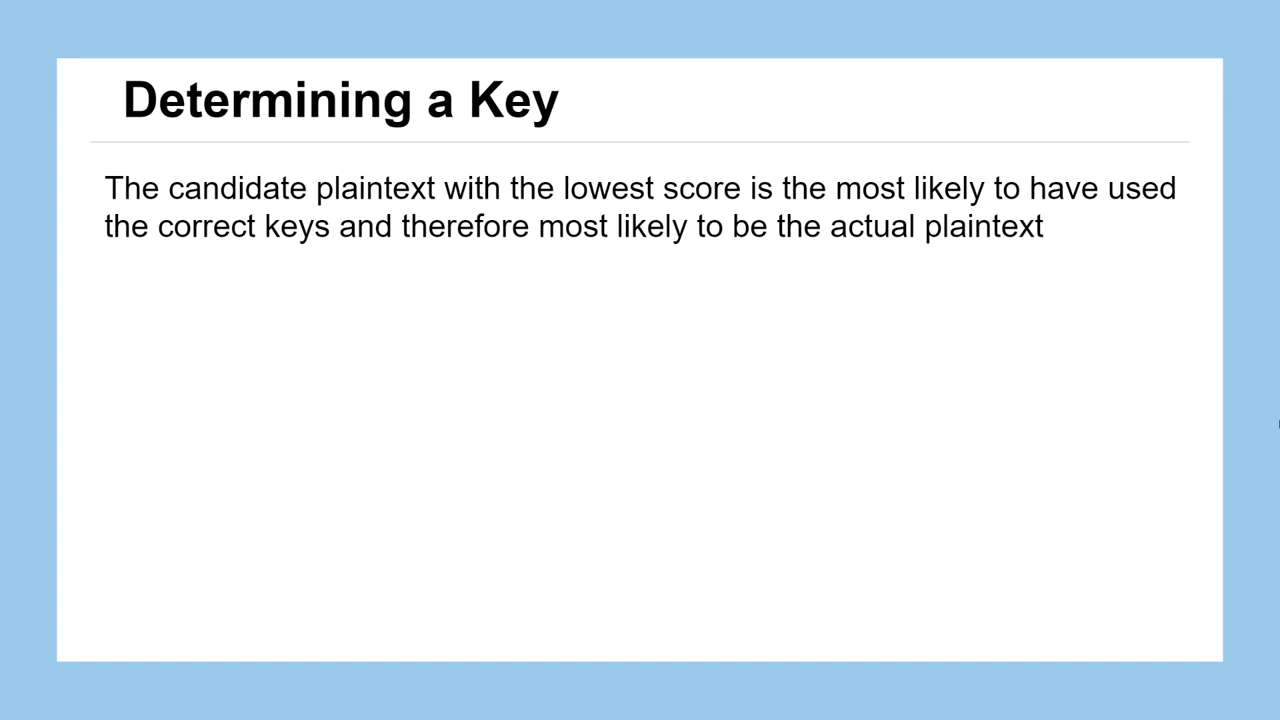 Determining a Key
The candidate plaintext with the lowest score is the most likely to have used
the correct keys and therefore most likely to be the actual plaintext